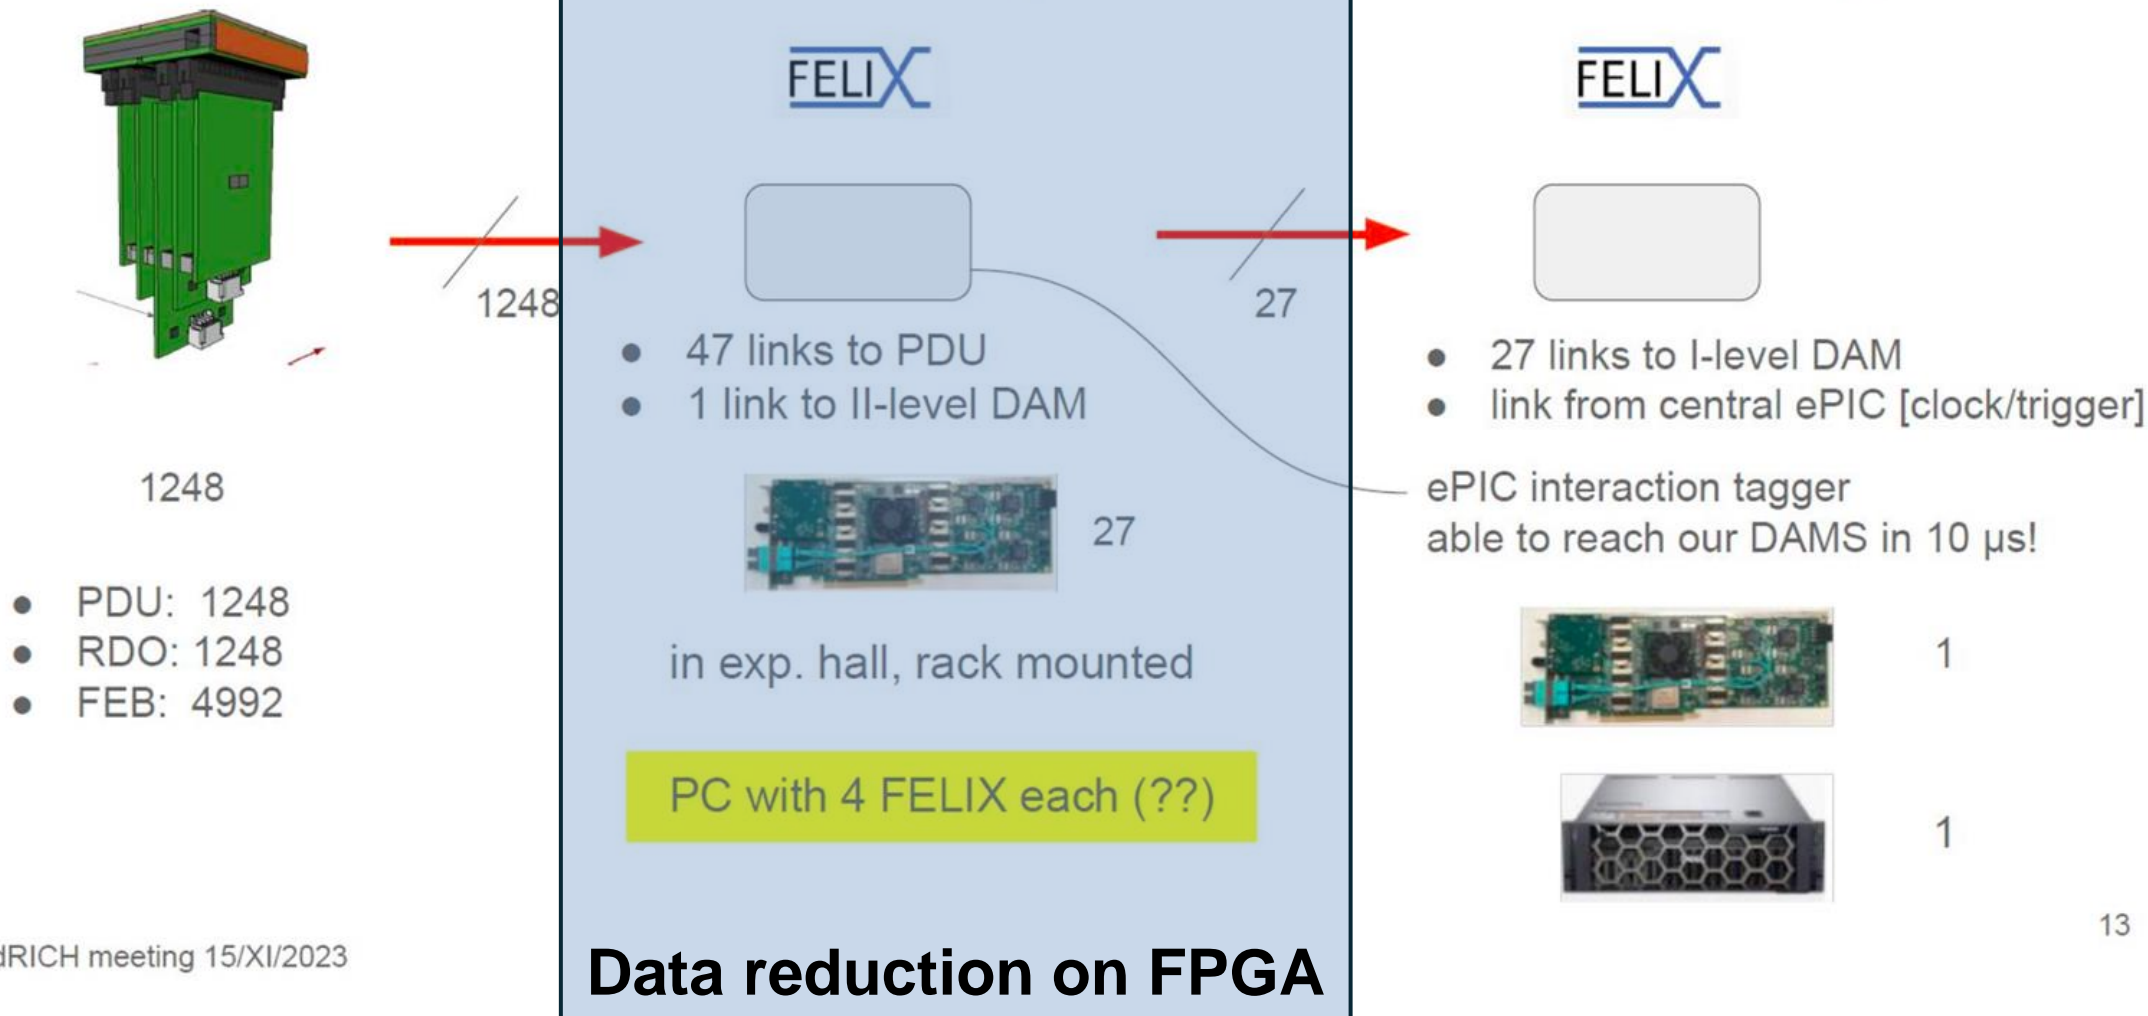 FELIX
FELIX
1248
27
● 47 links to PDU
● 1 link to II-level DAM
● 27 links to I-level DAM
● link from central ePIC [clock/trigger]
1248
27
ePIC interaction tagger
able to reach our DAMS in 10 µs!
● PDU: 1248
● RDO: 1248
● FEB: 4992
in exp. hall, rack mounted
1
PC with 4 FELIX each (??)
1
dRICH meeting 15/XI/2023
Data reduction on FPGA
13